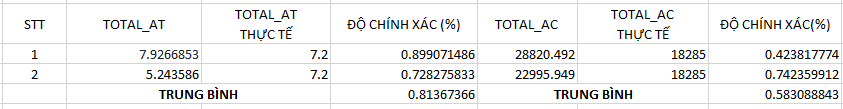 STT TOTAL_AT TOTAL_AT THỰC TẾ ĐỘ CHÍNH XÁC (%) TOTAL_AC TOTAL_AC THỰC TẾ ĐỘ CHÍNH XÁC(%)
1 7.9266853 7.2 0.899071486 28820.492 18285 0.423817774
2 5.243586 7.2 0.728275833 22995.949 18285 0.742359912
TRUNG BÌNH 0.81367366 TRUNG BÌNH 0.583088843